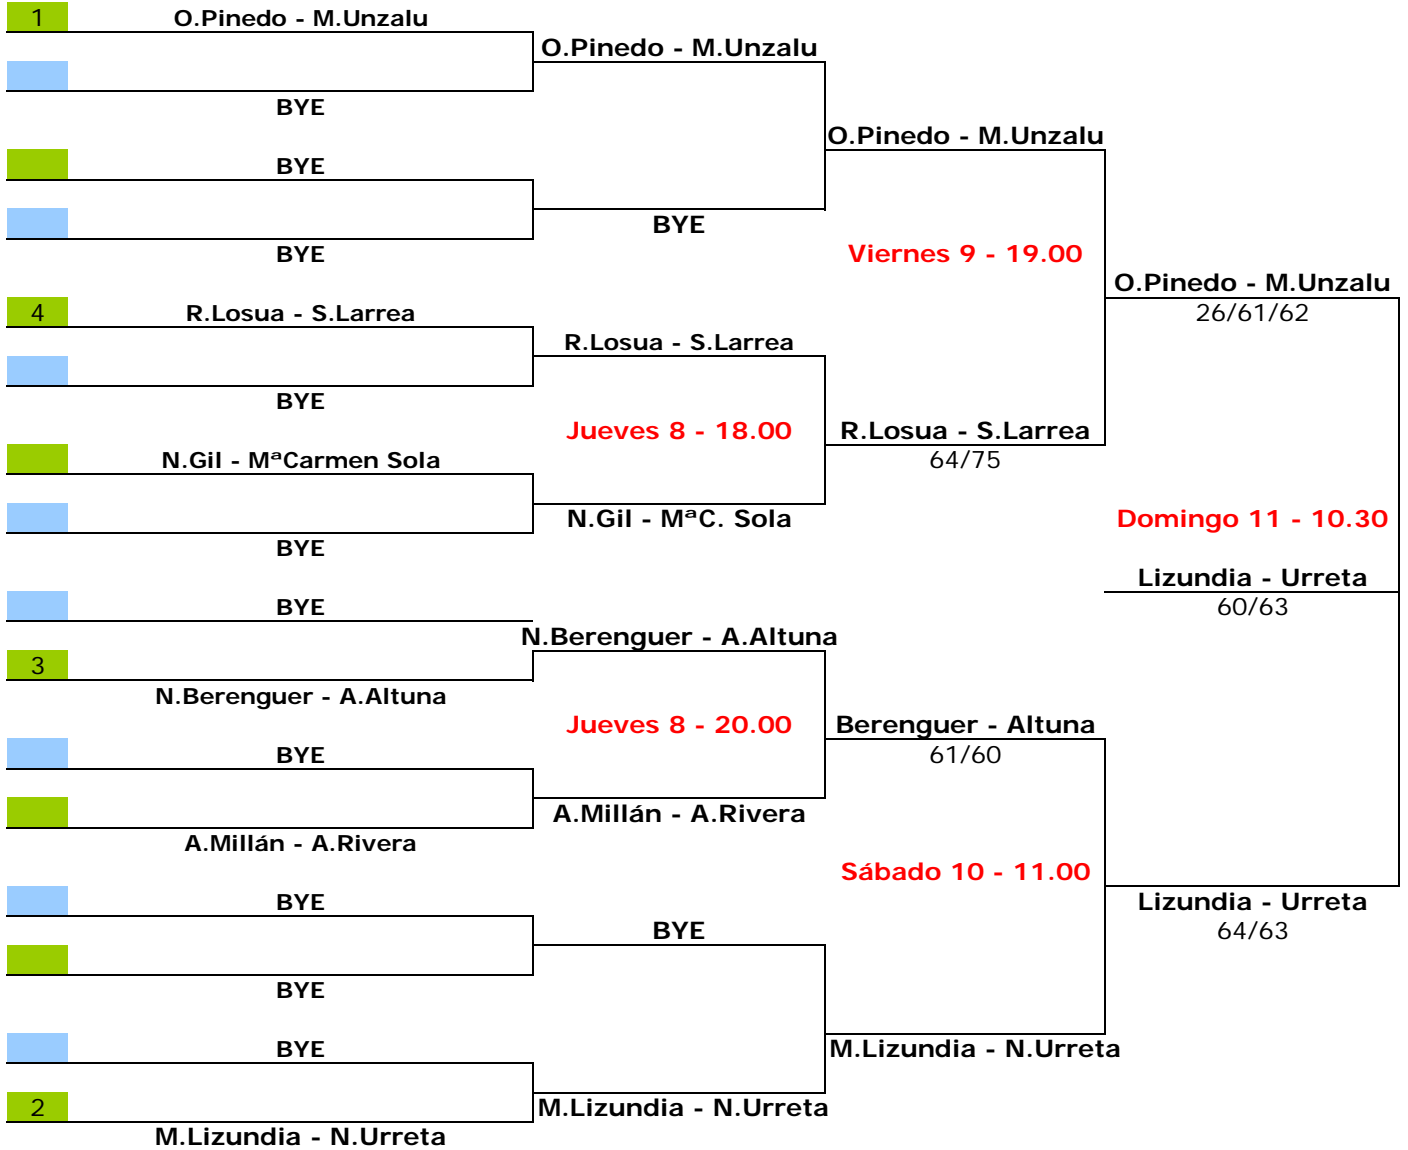 1 O.Pinedo - M.Unzalu
O.Pinedo - M.Unzalu
BYE
O.Pinedo - M.Unzalu
BYE
BYE
BYE
Viernes 9 - 19.00
O.Pinedo - M.Unzalu
4 R.Losua - S.Larrea
26/61/62
R.Losua - S.Larrea
BYE
Jueves 8 - 18.00
R.Losua - S.Larrea
N.Gil - MªCarmen Sola
64/75
N.Gil - MªC. Sola
Domingo 11 - 10.30
BYE
Lizundia - Urreta
BYE
60/63
N.Berenguer - A.Altuna
3
N.Berenguer - A.Altuna
Jueves 8 - 20.00
Berenguer - Altuna
BYE
61/60
A.Millán - A.Rivera
A.Millán - A.Rivera
Sábado 10 - 11.00
BYE
Lizundia - Urreta
BYE
64/63
BYE
BYE
M.Lizundia - N.Urreta
2
M.Lizundia - N.Urreta
M.Lizundia - N.Urreta